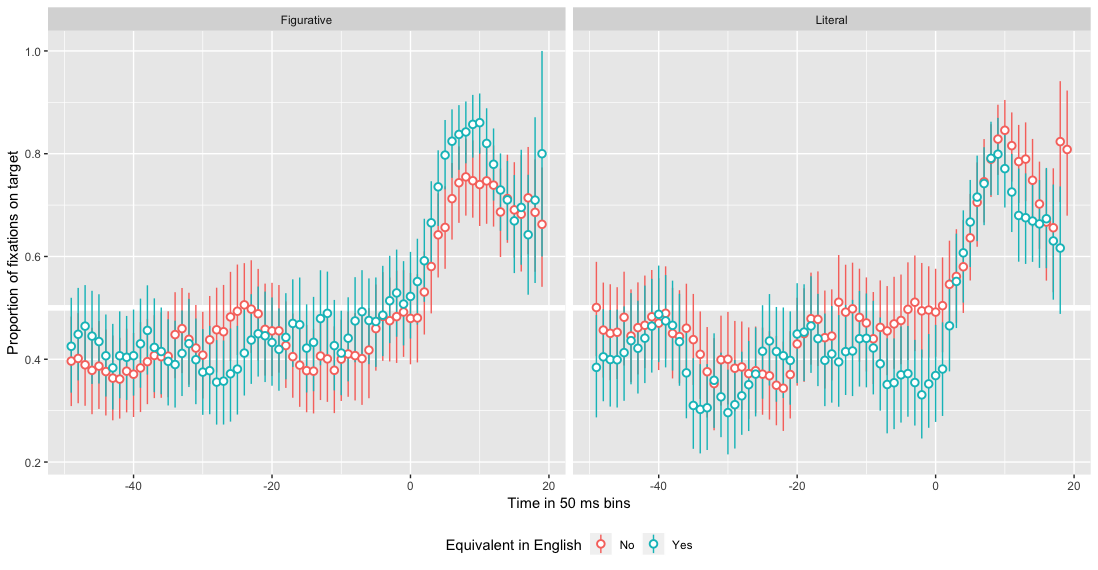 Figurative
Literal
Proportion of fixations on target
1.0
0.8
0.6
0.4
0.2
-40
-20
0
20
-40
-20
0
20
Time in 50 ms bins
Equivalent in English No Yes